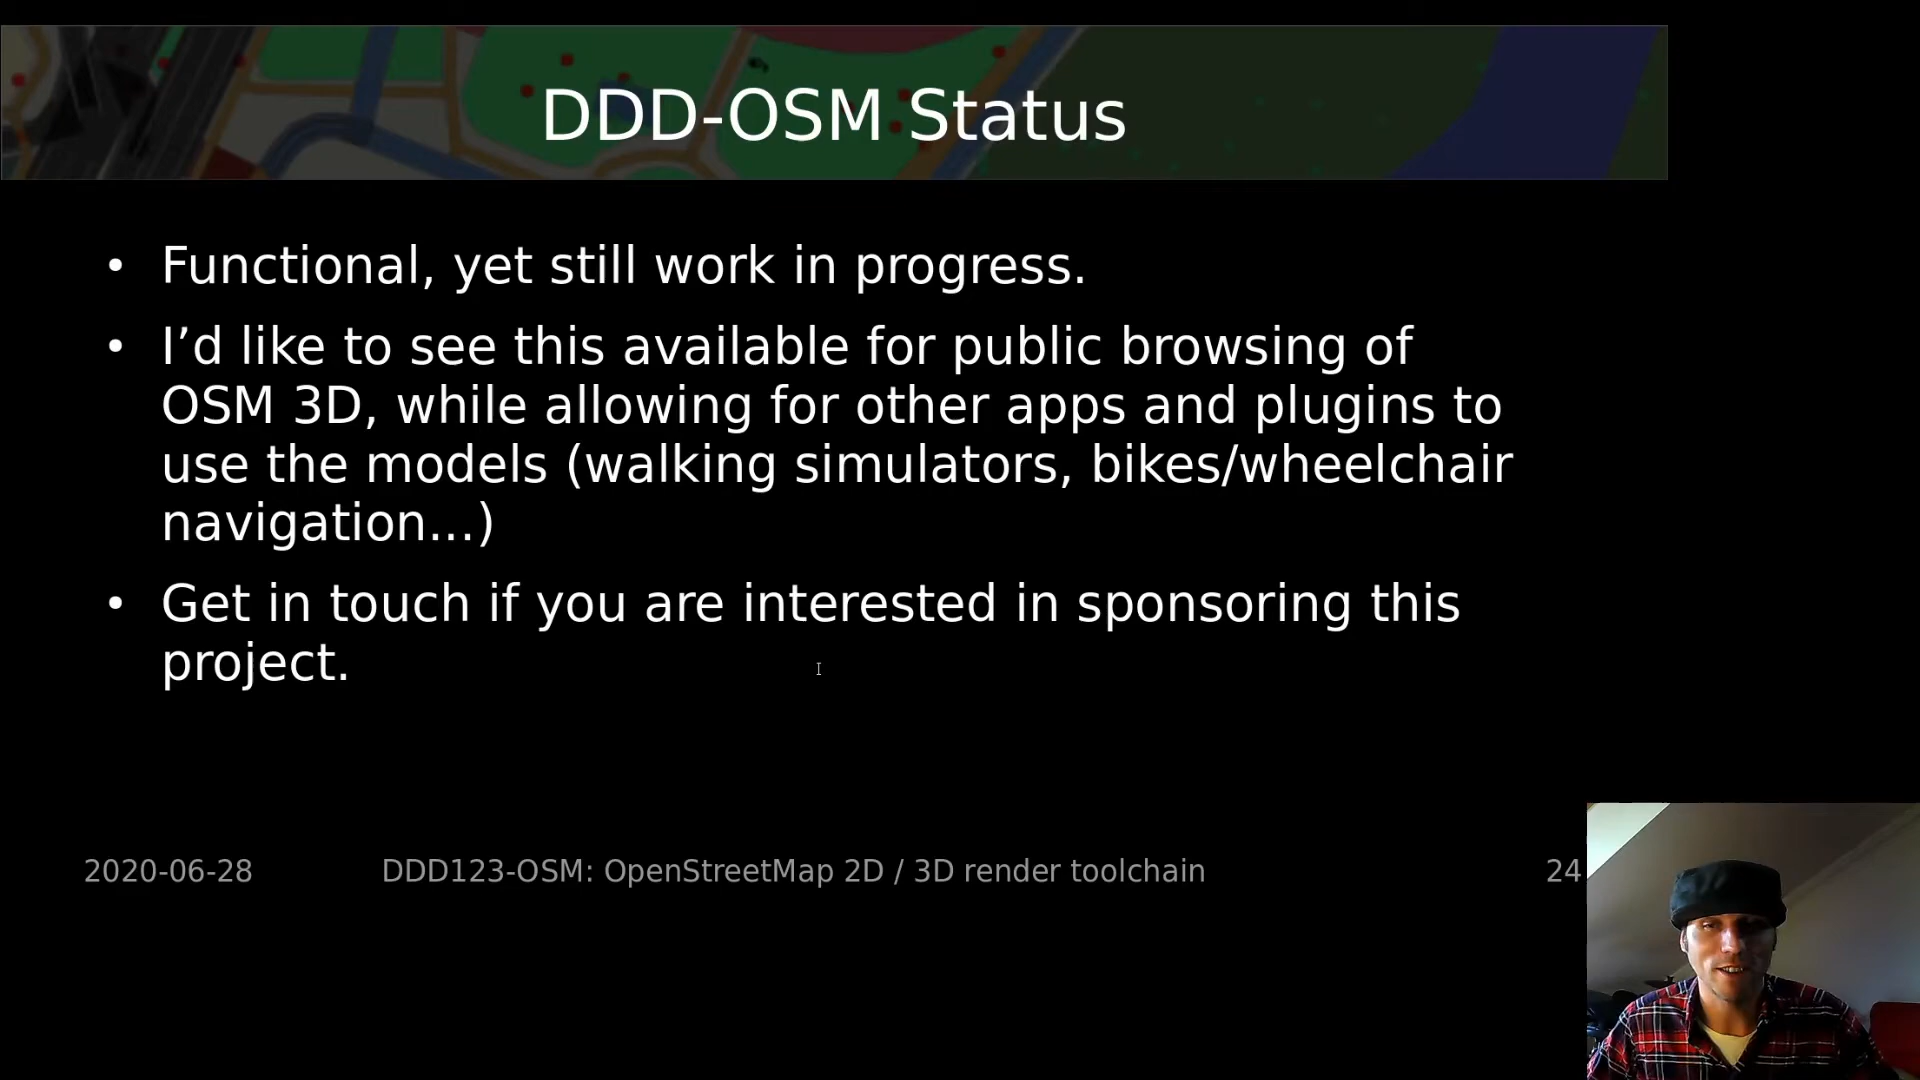 DDD-OSM Status
• Functional, yet still work in progress.
• I’d like to see this available for public browsing of
OSM 3D, while allowing for other apps and plugins to
use the models (walking simulators, bikes/wheelchair
navigation...)
• Get in touch if you are interested in sponsoring this
project.
2020-06-28 DDD123-OSM: OpenStreetMap 2D / 3D render toolchain 24